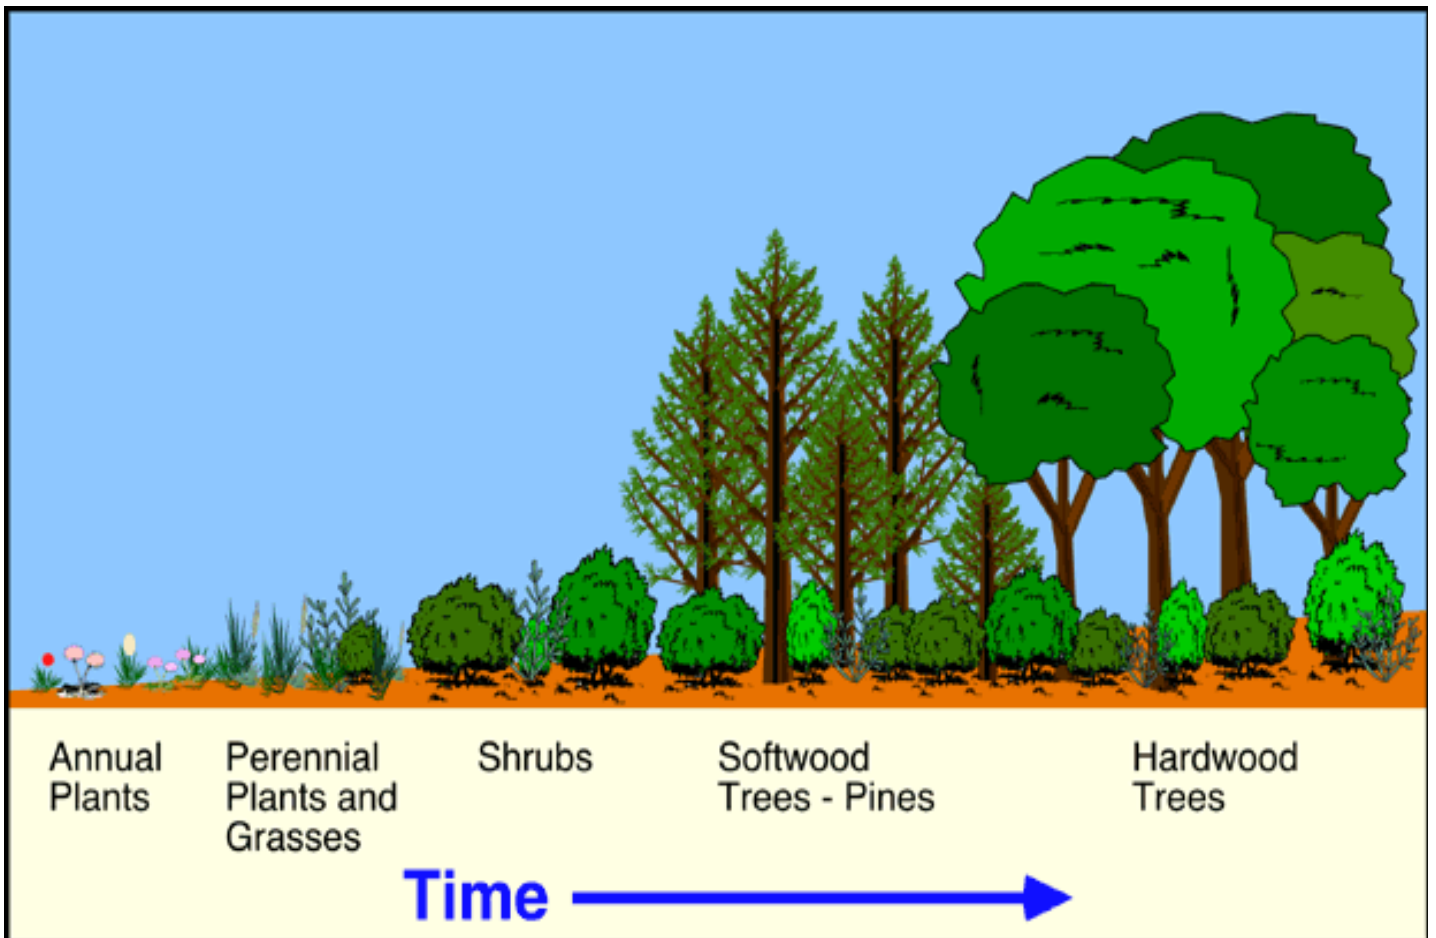 Annual
Plants
Perennial
Plants and
Grasses
Shrubs
Softwood
Trees - Pines
Hardwood
Trees
Time